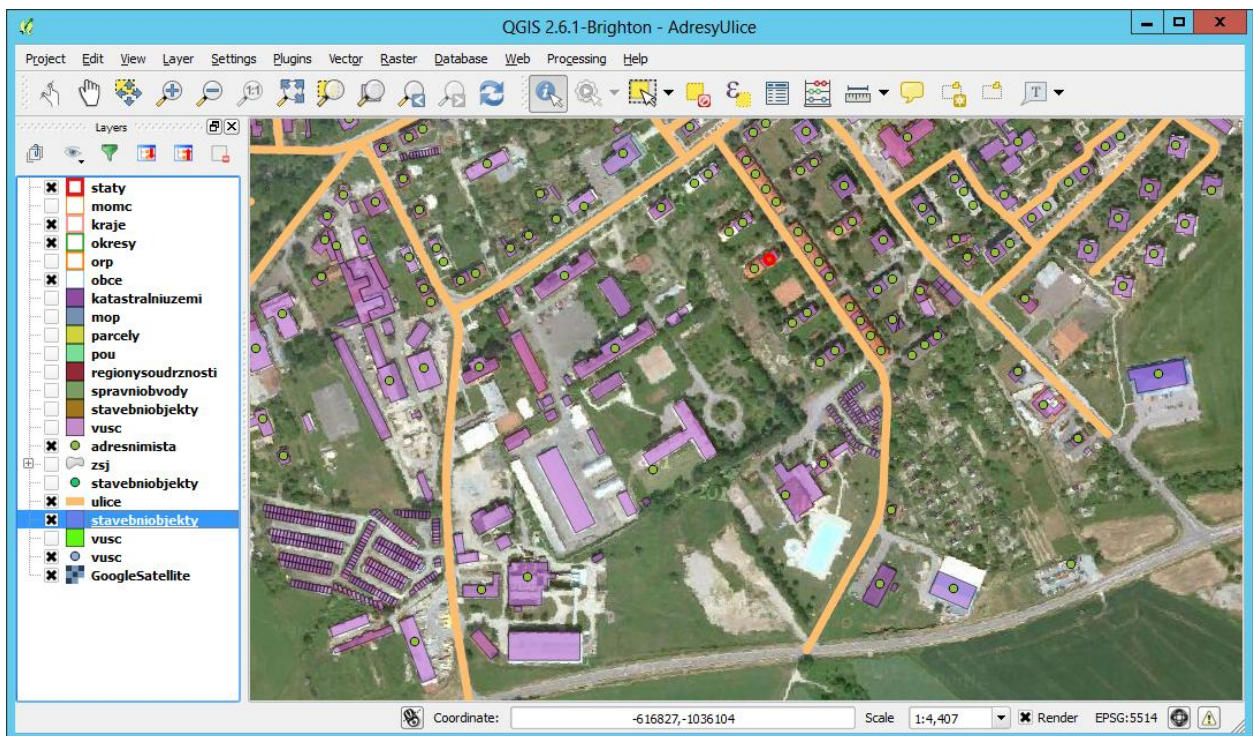 QGIS 2.6.1-Brighton - AdresyUlice
Project Edit View Layer Settings Plugins Vector Raster Database Web Processing Help
1:1
ε
T
Layers
staty
momc
kraje
okresy
orp
obce
katastralniuzemi
mop
parcely
pou
regionysoudrznosti
spravniobvody
stavebniobjekty
vusc
adresnimista
zsj
stavebniobjekty
ulice
stavebniobjekty
vusc
vusc
GoogleSatellite
Coordinate: -616827,-1036104 Scale 1:4,407 Render EPSG:5514